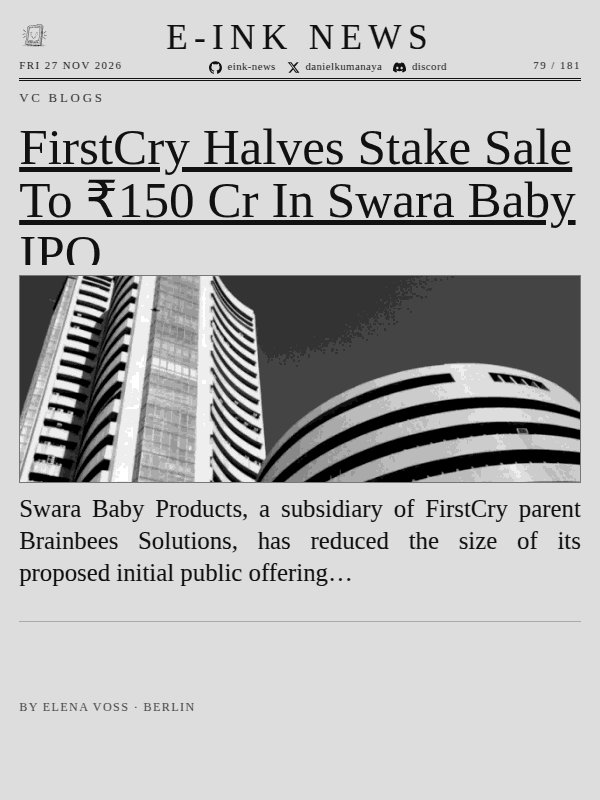 E-INK NEWS
FRI 27 NOV 2026
eink-news
danielkumanaya
discord
79 / 181
VC BLOGS
FirstCry Halves Stake Sale
To ₹150 Cr In Swara Baby
IPO
Swara Baby Products, a subsidiary of FirstCry parent
Brainbees Solutions, has reduced the size of its
proposed initial public offering…
BY ELENA VOSS · BERLIN